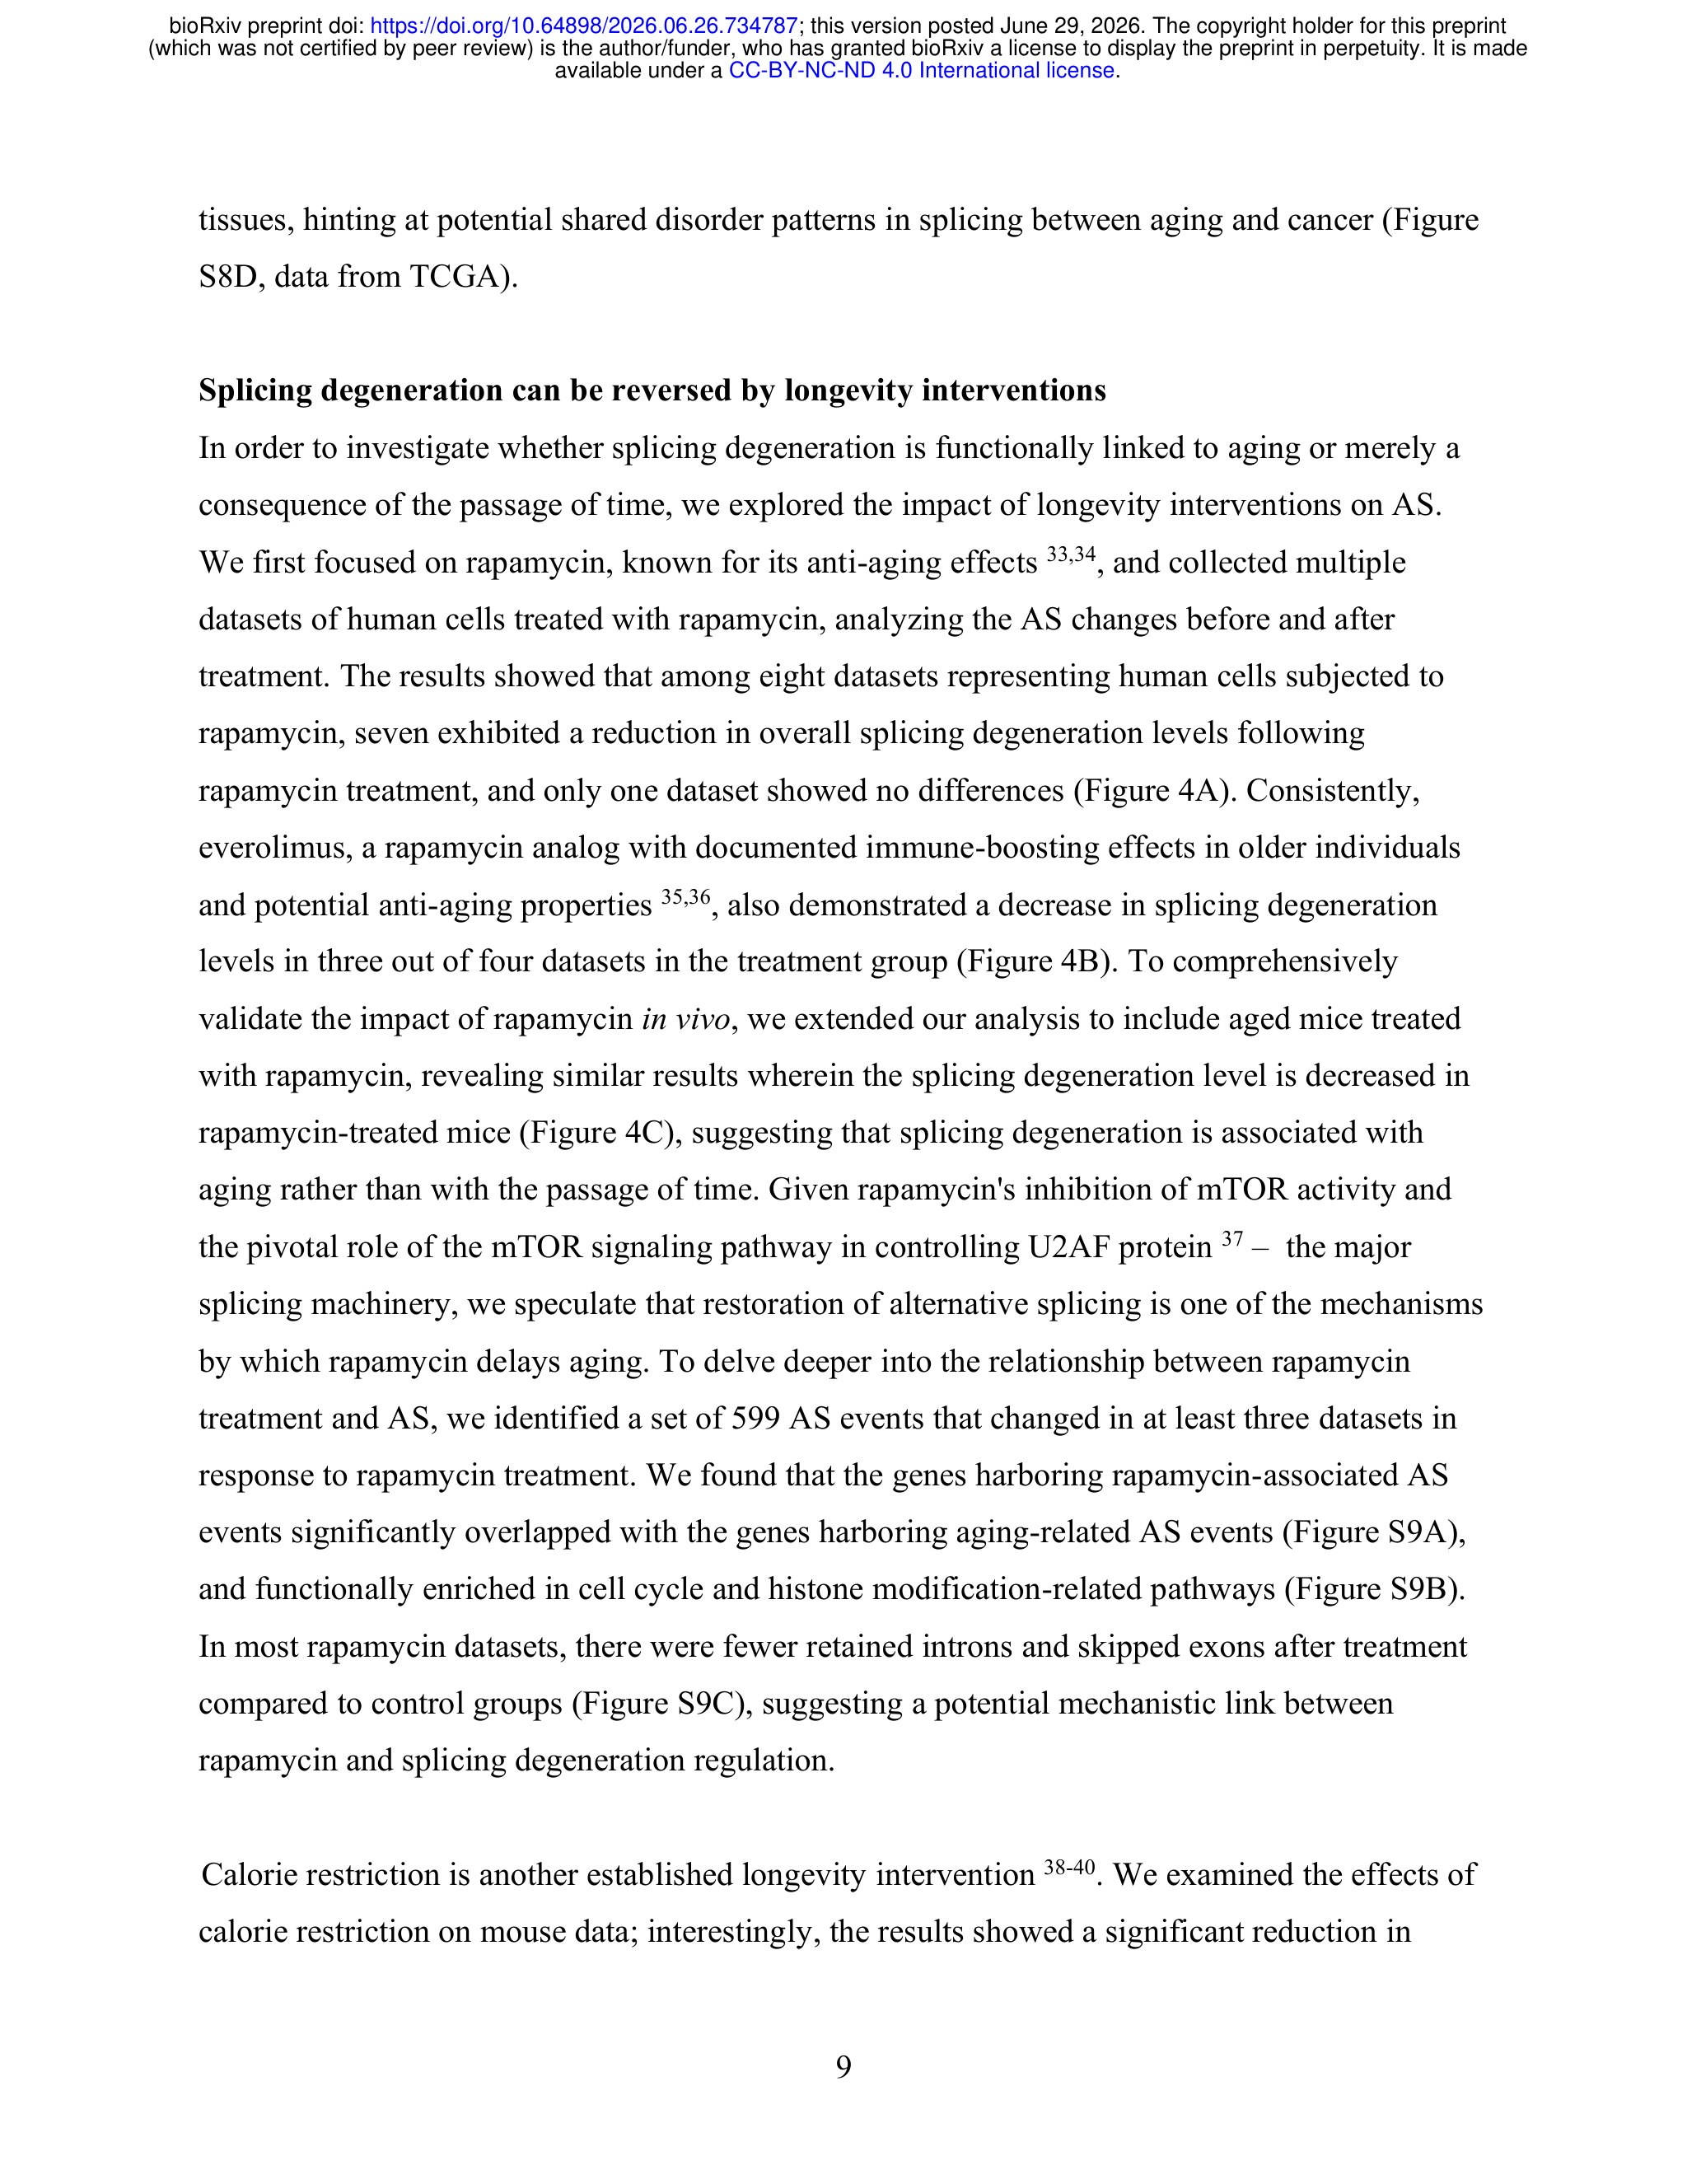 bioRxiv preprint doi: https://doi.org/10.64898/2026.06.26.734787; this version posted June 29, 2026. The copyright holder for this preprint
(which was not certified by peer review) is the author/funder, who has granted bioRxiv a license to display the preprint in perpetuity. It is made
available under a CC-BY-NC-ND 4.0 International license.
tissues, hinting at potential shared disorder patterns in splicing between aging and cancer (Figure
S8D, data from TCGA).
Splicing degeneration can be reversed by longevity interventions
In order to investigate whether splicing degeneration is functionally linked to aging or merely a
consequence of the passage of time, we explored the impact of longevity interventions on AS.
We first focused on rapamycin, known for its anti-aging effects 33,34, and collected multiple
datasets of human cells treated with rapamycin, analyzing the AS changes before and after
treatment. The results showed that among eight datasets representing human cells subjected to
rapamycin, seven exhibited a reduction in overall splicing degeneration levels following
rapamycin treatment, and only one dataset showed no differences (Figure 4A). Consistently,
everolimus, a rapamycin analog with documented immune-boosting effects in older individuals
and potential anti-aging properties 35,36, also demonstrated a decrease in splicing degeneration
levels in three out of four datasets in the treatment group (Figure 4B). To comprehensively
validate the impact of rapamycin in vivo, we extended our analysis to include aged mice treated
with rapamycin, revealing similar results wherein the splicing degeneration level is decreased in
rapamycin-treated mice (Figure 4C), suggesting that splicing degeneration is associated with
aging rather than with the passage of time. Given rapamycin's inhibition of mTOR activity and
the pivotal role of the mTOR signaling pathway in controlling U2AF protein 37 – the major
splicing machinery, we speculate that restoration of alternative splicing is one of the mechanisms
by which rapamycin delays aging. To delve deeper into the relationship between rapamycin
treatment and AS, we identified a set of 599 AS events that changed in at least three datasets in
response to rapamycin treatment. We found that the genes harboring rapamycin-associated AS
events significantly overlapped with the genes harboring aging-related AS events (Figure S9A),
and functionally enriched in cell cycle and histone modification-related pathways (Figure S9B).
In most rapamycin datasets, there were fewer retained introns and skipped exons after treatment
compared to control groups (Figure S9C), suggesting a potential mechanistic link between
rapamycin and splicing degeneration regulation.
Calorie restriction is another established longevity intervention 38-40. We examined the effects of
calorie restriction on mouse data; interestingly, the results showed a significant reduction in
9